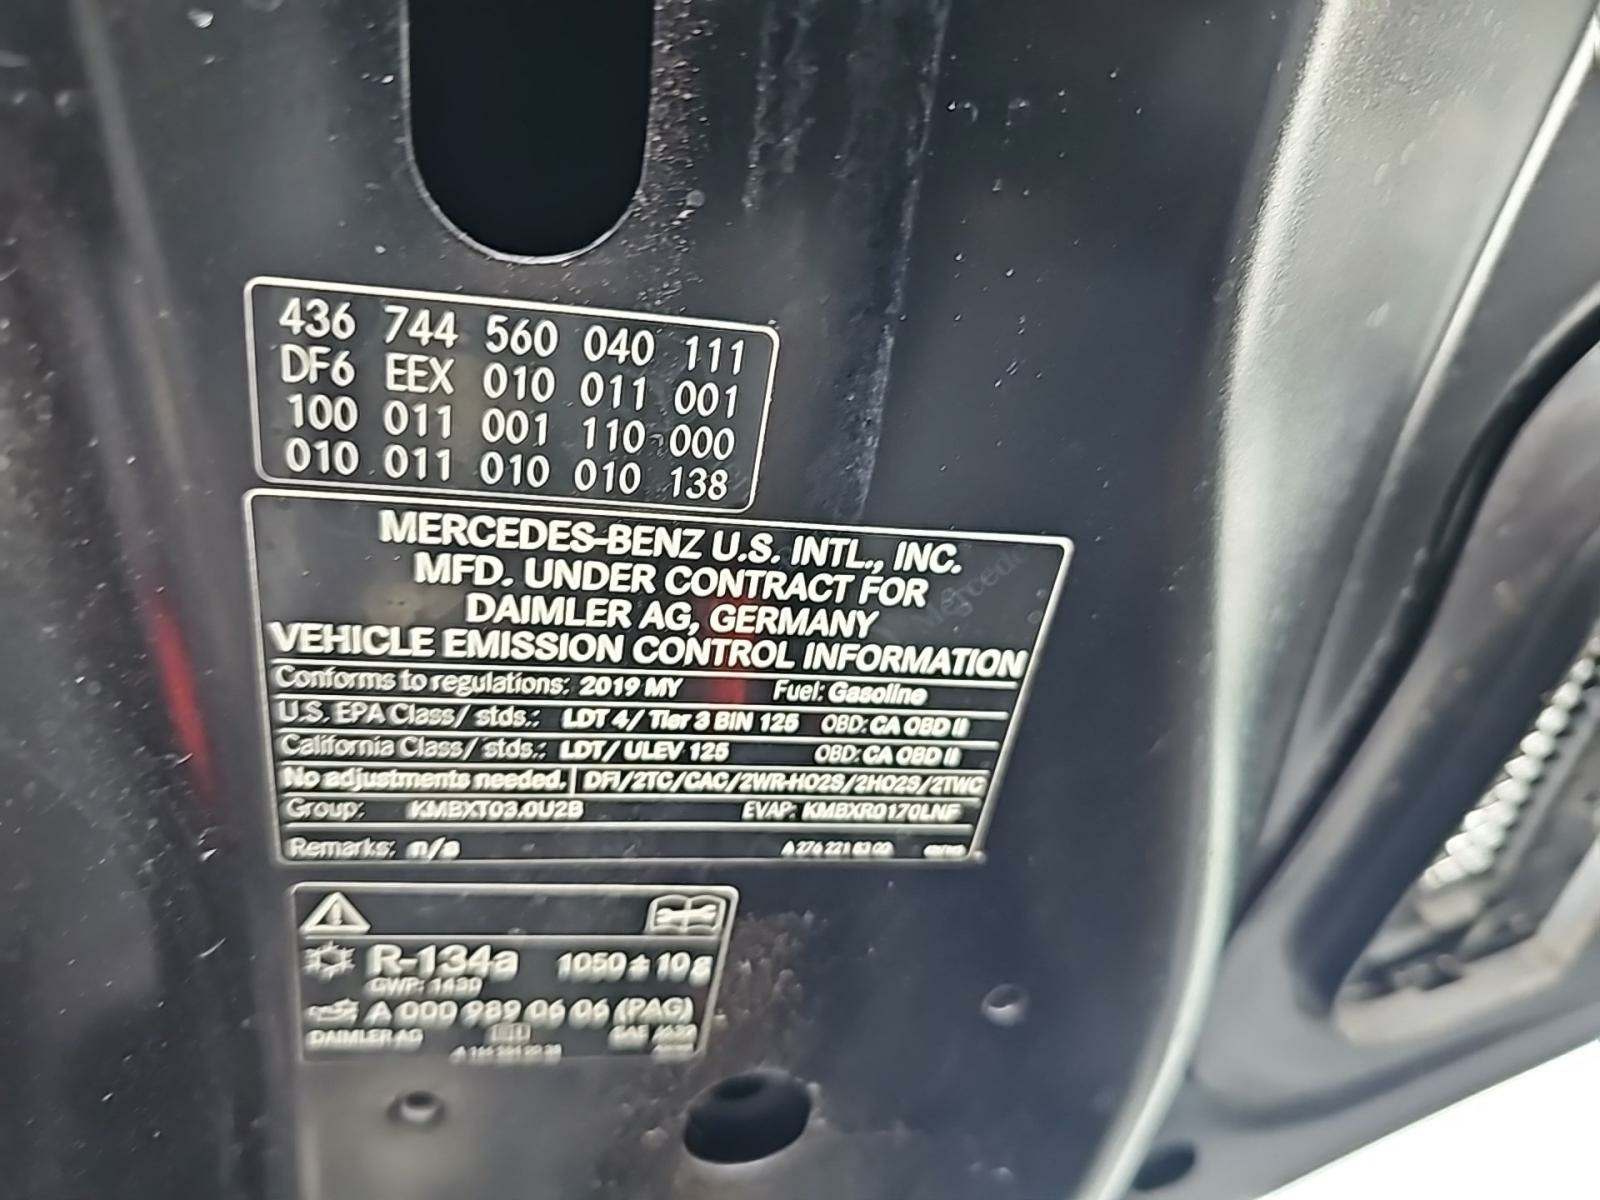 436 744 560 040 111
DF6 EEX 010 011 001
100 011 001 110 000
010 011 010 010 138
MERCEDES-BENZ U.S. INTL., INC.
MFD. UNDER CONTRACT FOR
DAIMLER AG, GERMANY
VEHICLE EMISSION CONTROL INFORMATION
Conforms to regulations: 2019 MY Fuel: Gasoline
U.S. EPA Class/ stds.: LDT 4/ Tier 3 BIN 125 OBD: CA OBD II
California Class/ stds.: LDT/ ULEV 125 OBD: CA OBD II
No adjustments needed. DFI/2TC/CAC/2WR-HO2S/2HO2S/2TWC
Group: KMBXT03.0U2B EVAP: KMBXR0170LNF
Remarks: n/a A 276 221
R-134a 1050 ± 10 g
GWP: 1430
A 000 989 06 06 (PAG)
DAIMLER AG SAE
Mercedes